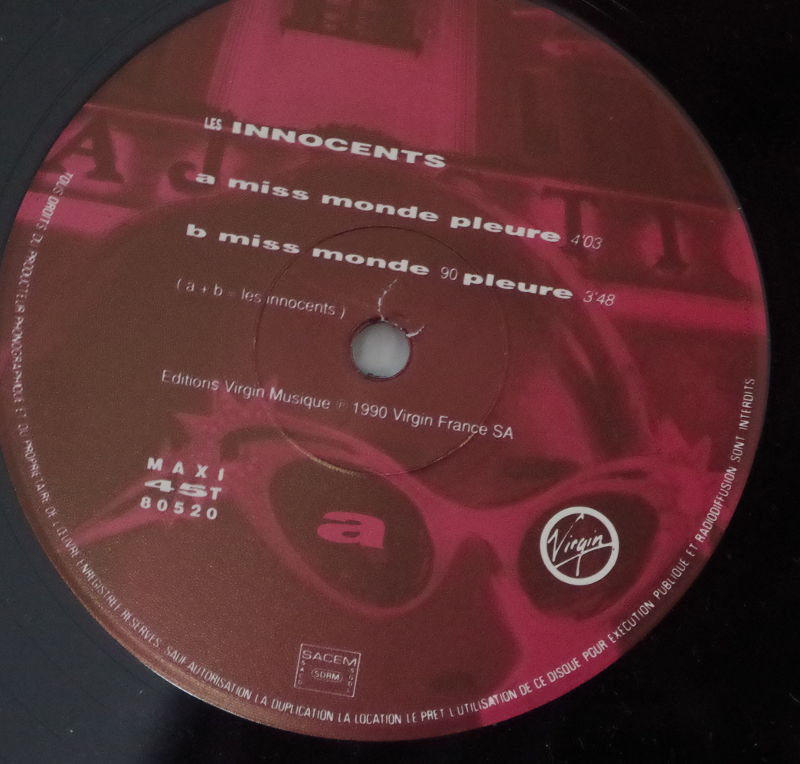 LES INNOCENTS
a miss monde pleure 4'03
b miss monde 90 pleure 3'48
( a + b = les innocents )
Editions Virgin Musique ℗ 1990 Virgin France SA
MAXI
45T
80520
a
Virgin
SACEM
SACD
SDRM
SGDL
TOUS DROITS DU PRODUCTEUR PHONOGRAPHIQUE ET DU PROPRIETAIRE DE L'ŒUVRE ENREGISTREE RESERVES. SAUF AUTORISATION LA DUPLICATION LA LOCATION LE PRET L'UTILISATION DE CE DISQUE POUR EXECUTION PUBLIQUE ET RADIODIFFUSION SONT INTERDITS